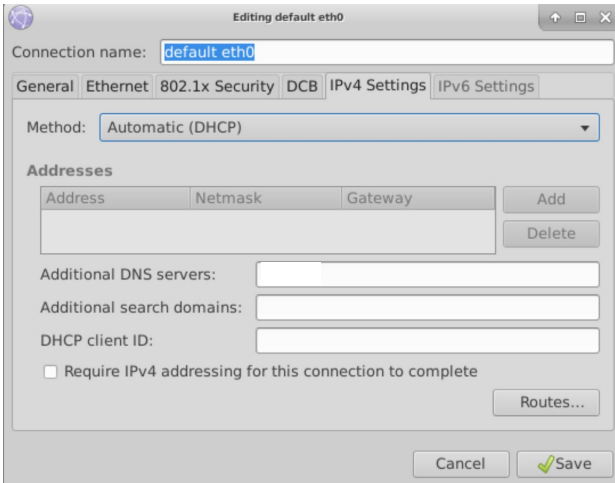 Editing default eth0
Connection name: default eth0
General Ethernet 802.1x Security DCB IPv4 Settings IPv6 Settings
Method: Automatic (DHCP)
Addresses
Address Netmask Gateway Add
Delete
Additional DNS servers:
Additional search domains:
DHCP client ID:
Require IPv4 addressing for this connection to complete
Routes...
Cancel Save